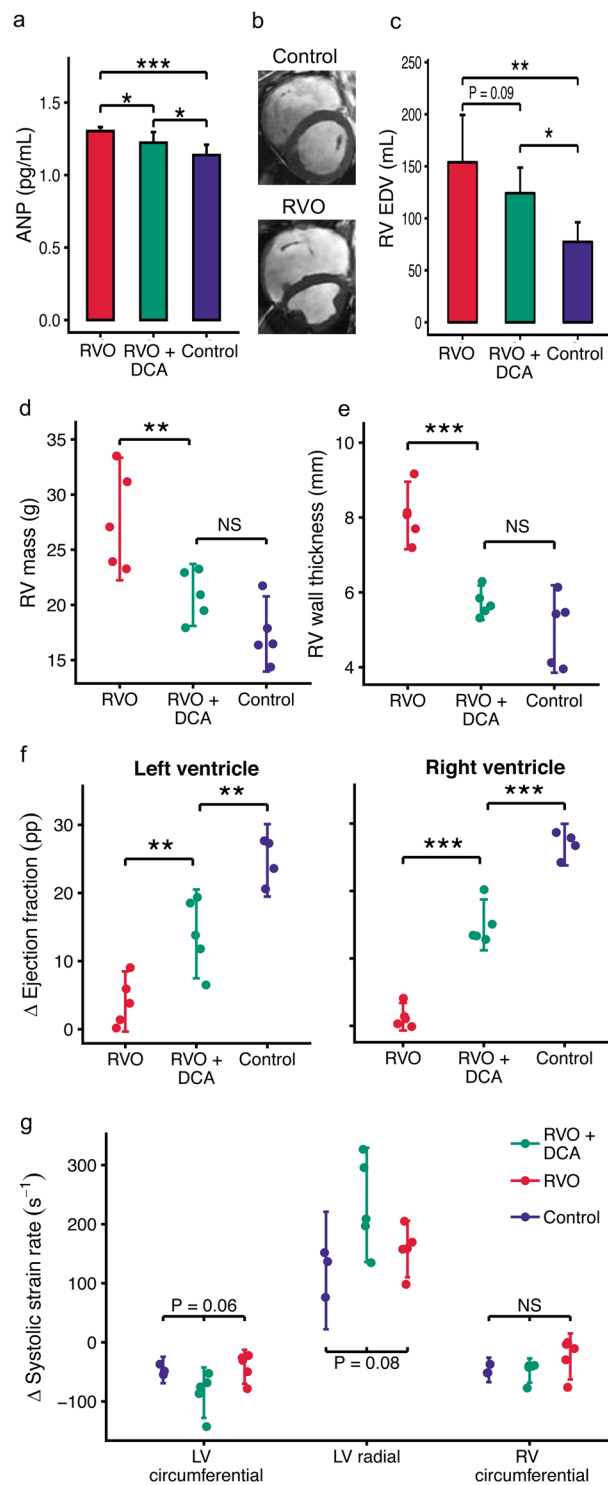 a
ANP (pg/mL)
1.5
1.0
0.5
0.0
***
*
*
RVO
RVO + DCA
Control
b
Control
RVO
c
RV EDV (mL)
250
200
150
100
50
0
**
P = 0.09
*
RVO
RVO + DCA
Control
d
RV mass (g)
35
30
25
20
15
**
NS
RVO
RVO + DCA
Control
e
RV wall thickness (mm)
10
8
6
4
***
NS
RVO
RVO + DCA
Control
f
Left ventricle
Δ Ejection fraction (pp)
30
20
10
0
**
**
RVO
RVO + DCA
Control
Right ventricle
***
***
RVO
RVO + DCA
Control
g
Δ Systolic strain rate (s⁻¹)
300
200
100
0
−100
P = 0.06
P = 0.08
NS
RVO + DCA
RVO
Control
LV circumferential
LV radial
RV circumferential